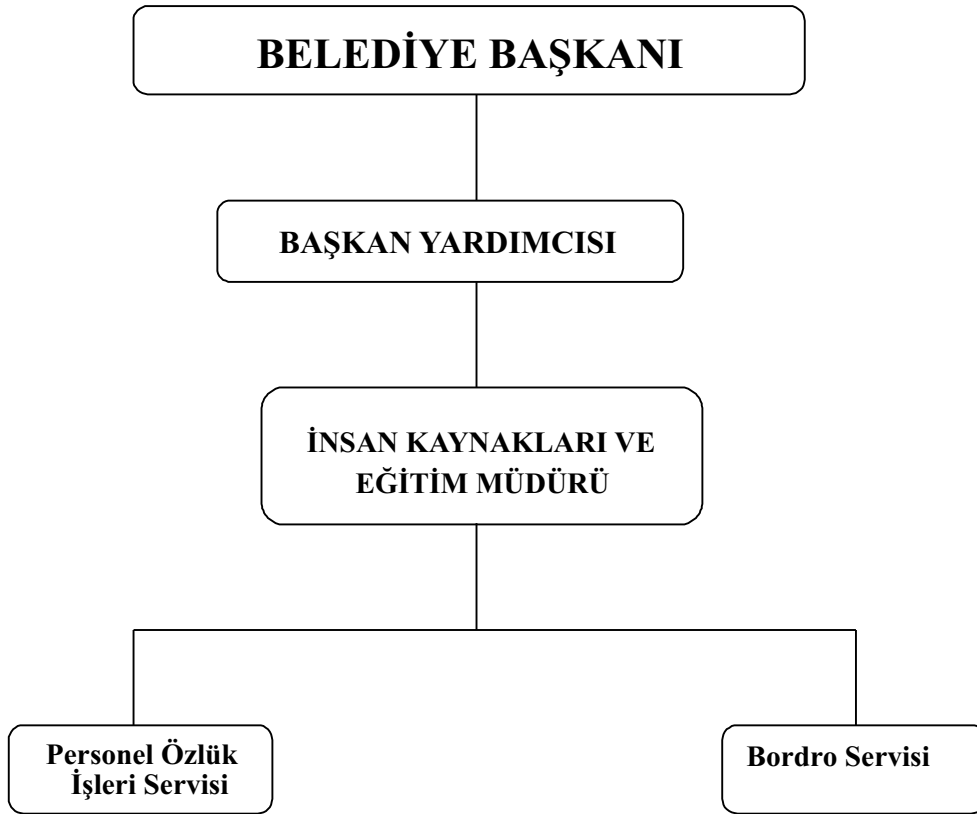 BELEDİYE BAŞKANI
BAŞKAN YARDIMCISI
İNSAN KAYNAKLARI VE
EĞİTİM MÜDÜRÜ
Personel Özlük
İşleri Servisi
Bordro Servisi